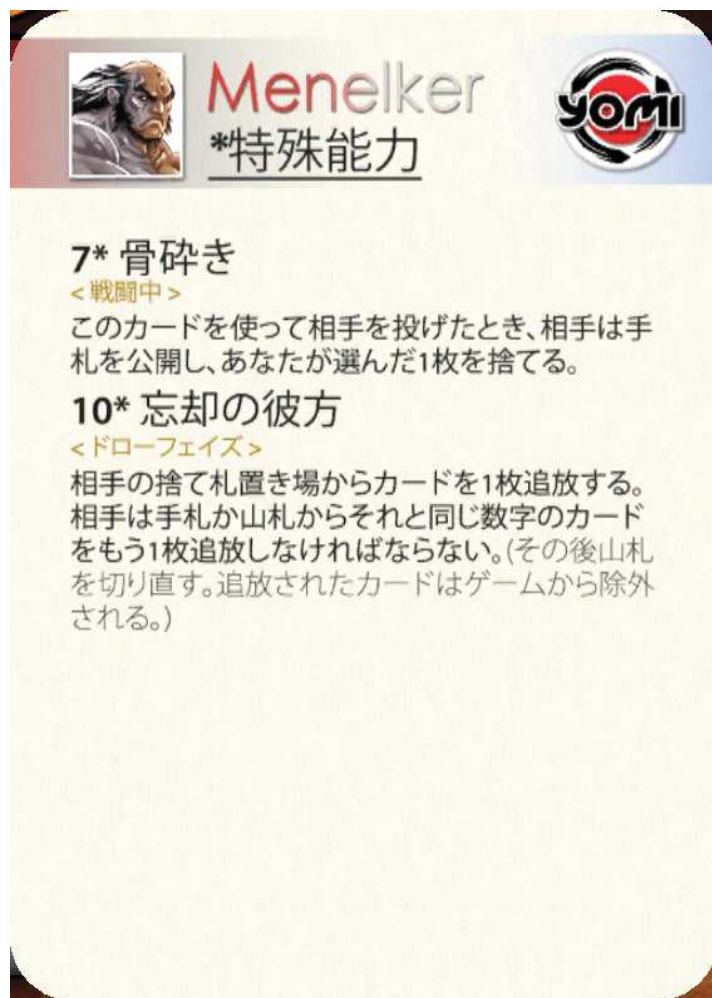 Menelker
*特殊能力
YOMI
7* 骨砕き
<戦闘中>
このカードを使って相手を投げたとき、相手は手
札を公開し、あなたが選んだ1枚を捨てる。
10* 忘却の彼方
<ドローフェイズ>
相手の捨て札置き場からカードを1枚追放する。
相手は手札か山札からそれと同じ数字のカード
をもう1枚追放しなければならない。(その後山札
を切り直す。追放されたカードはゲームから除外
される。)